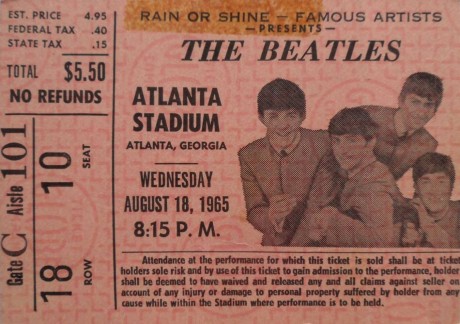 EST. PRICE 4.95
FEDERAL TAX .40
STATE TAX .15
TOTAL $5.50
NO REFUNDS
Gate C Aisle 101
18 ROW
10 SEAT
RAIN OR SHINE — FAMOUS ARTISTS
— PRESENTS —
THE BEATLES
ATLANTA
STADIUM
ATLANTA, GEORGIA
WEDNESDAY
AUGUST 18, 1965
8:15 P. M.
Attendance at the performance for which this ticket is sold shall be at ticket
holders sole risk and by use of this ticket to gain admission to the performance, holder
shall be deemed to have waived and released any and all claims against seller on
account of any injury or damage to personal property suffered by holder from any
cause while within the Stadium where performance is to be held.